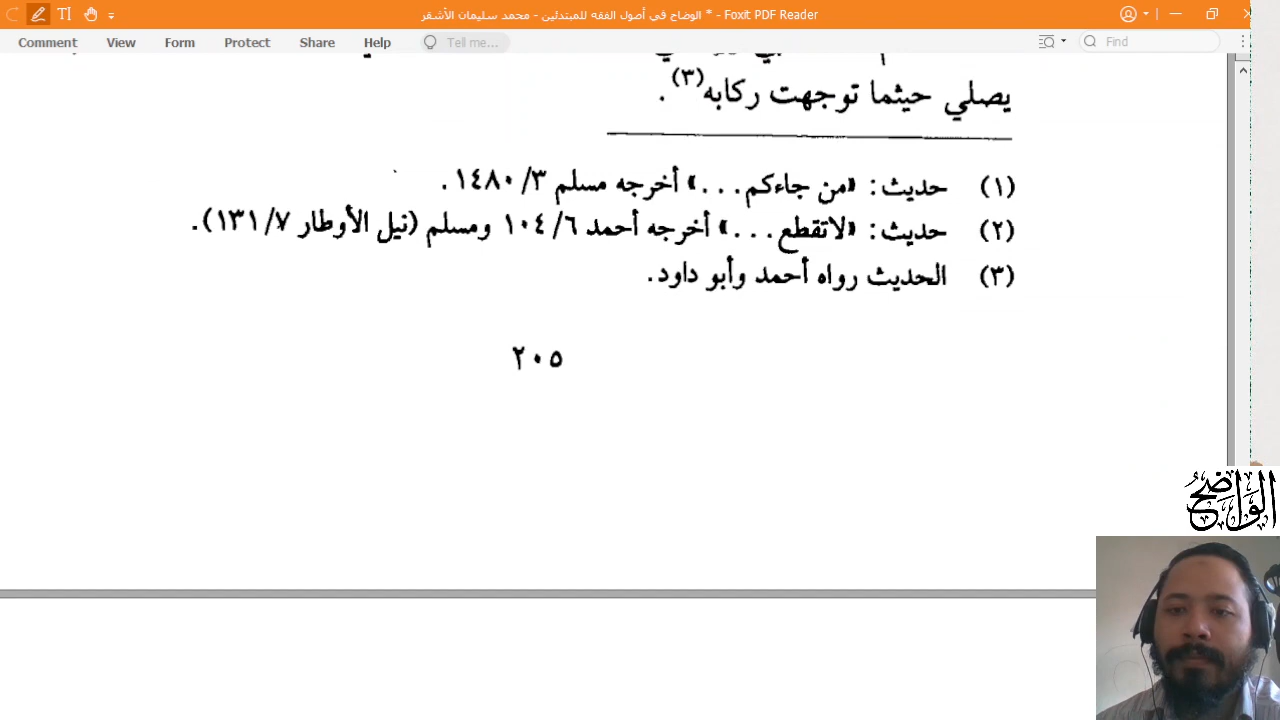 الوضاح في أصول الفقه للمبتدئين - محمد سليمان الأشقر * - Foxit PDF Reader
Comment View Form Protect Share Help Tell me... Find
يصلي حيثما توجهت ركابه(٣).
(١) حديث: «من جاءكم...» أخرجه مسلم ٣/ ١٤٨٠.
(٢) حديث: «لاتقطع...» أخرجه أحمد ٦/ ١٠٤ ومسلم (نيل الأوطار ٧/ ١٣١).
(٣) الحديث رواه أحمد وأبو داود.
٢٠٥
الوَاضِحُ